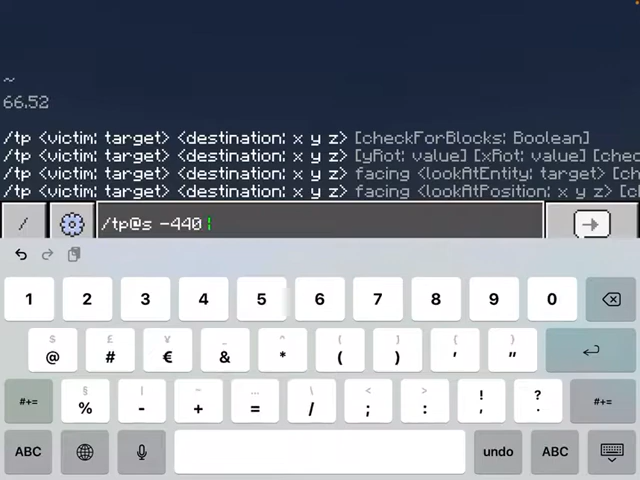 ~
66.52
/tp <victim: target> <destination: x y z> [checkForBlocks: Boolean]
/tp <victim: target> <destination: x y z> [yRot: value] [xRot: value] [chec
/tp <victim: target> <destination: x y z> facing <lookAtEntity: target> [ch
/tp <victim: target> <destination: x y z> facing <lookAtPosition: x y z> [c
/ /tp@s -440
1 2 3 4 5 6 7 8 9 0
£ ¥ _ ^ [ ] { }
@ # € & * ( ) ' "
§ | ~ … \ < > ! ?
#+= % - + = / ; : , . #+=
ABC undo ABC